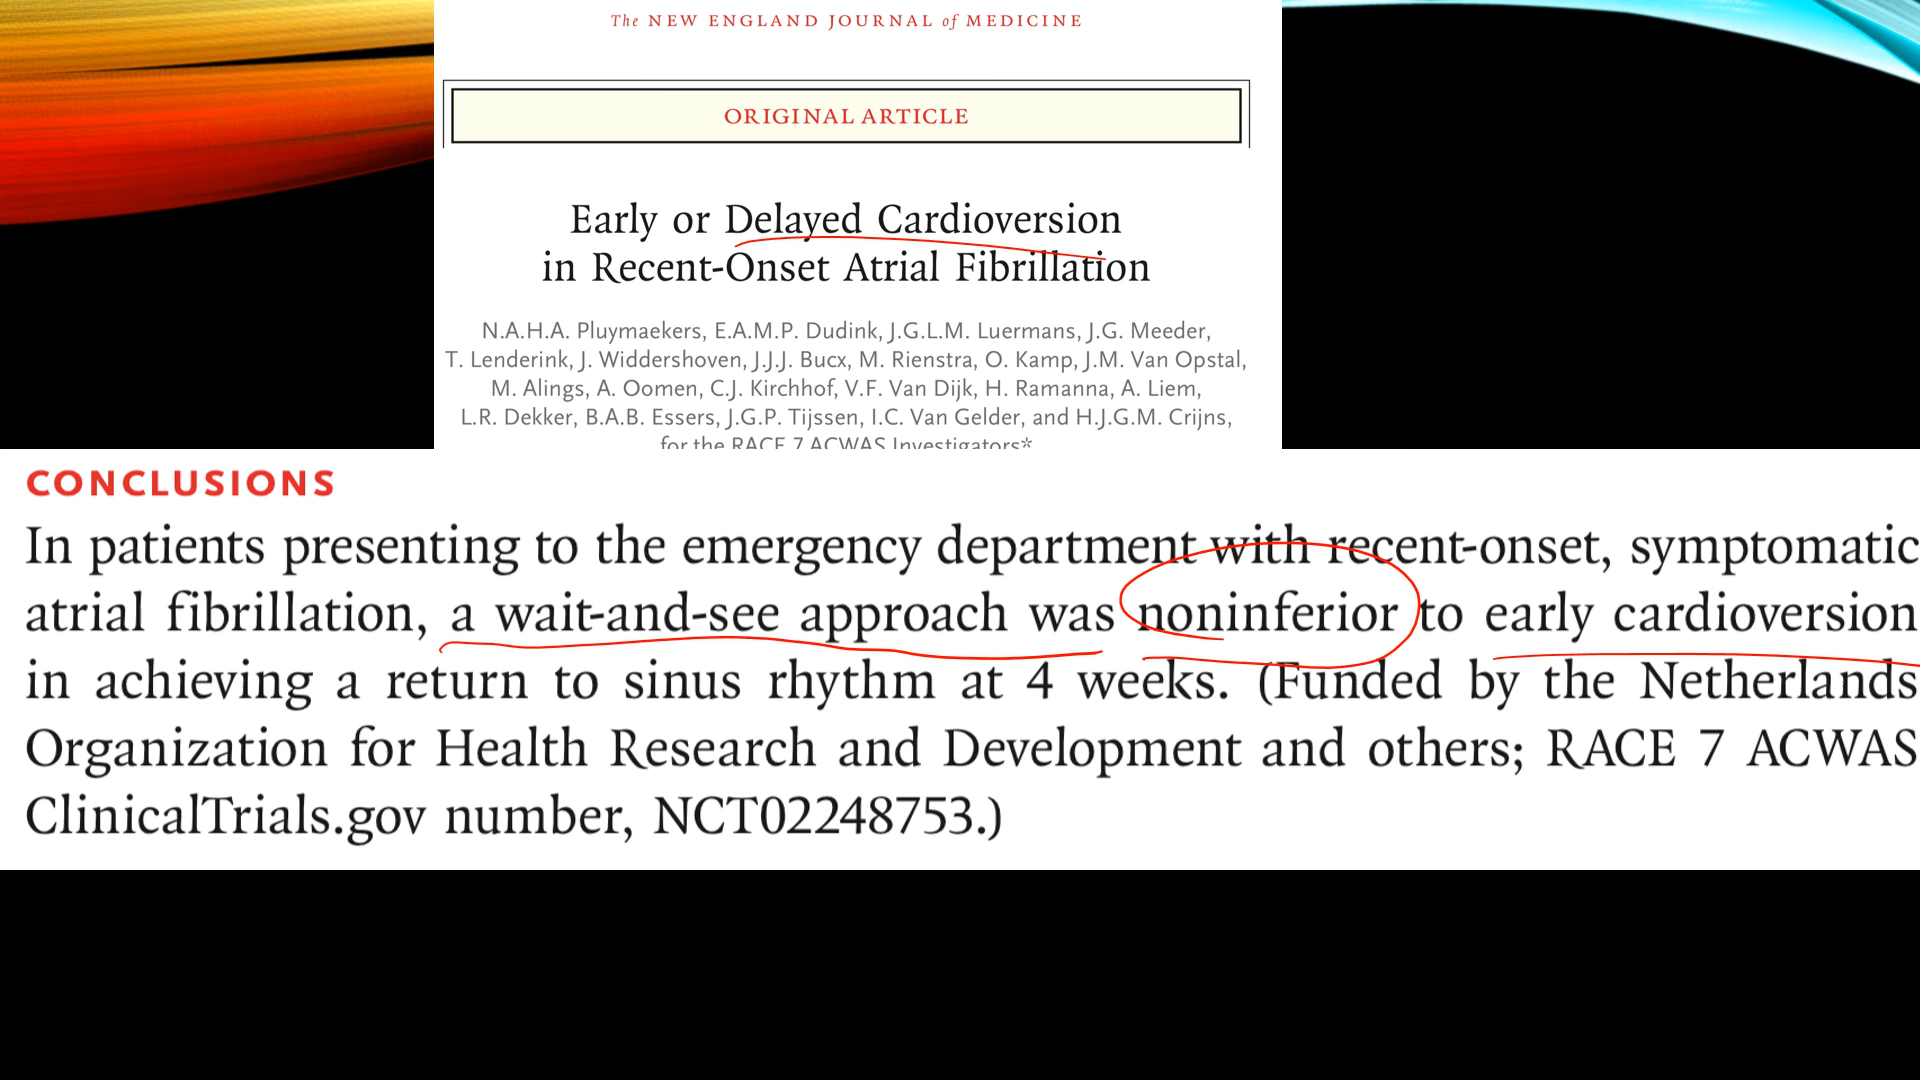 The NEW ENGLAND JOURNAL of MEDICINE
ORIGINAL ARTICLE
Early or Delayed Cardioversion
in Recent-Onset Atrial Fibrillation
N.A.H.A. Pluymaekers, E.A.M.P. Dudink, J.G.L.M. Luermans, J.G. Meeder,
T. Lenderink, J. Widdershoven, J.J.J. Bucx, M. Rienstra, O. Kamp, J.M. Van Opstal,
M. Alings, A. Oomen, C.J. Kirchhof, V.F. Van Dijk, H. Ramanna, A. Liem,
L.R. Dekker, B.A.B. Essers, J.G.P. Tijssen, I.C. Van Gelder, and H.J.G.M. Crijns,
for the RACE 7 ACWAS Investigators*
CONCLUSIONS
In patients presenting to the emergency department with recent-onset, symptomatic
atrial fibrillation, a wait-and-see approach was noninferior to early cardioversion
in achieving a return to sinus rhythm at 4 weeks. (Funded by the Netherlands
Organization for Health Research and Development and others; RACE 7 ACWAS
ClinicalTrials.gov number, NCT02248753.)